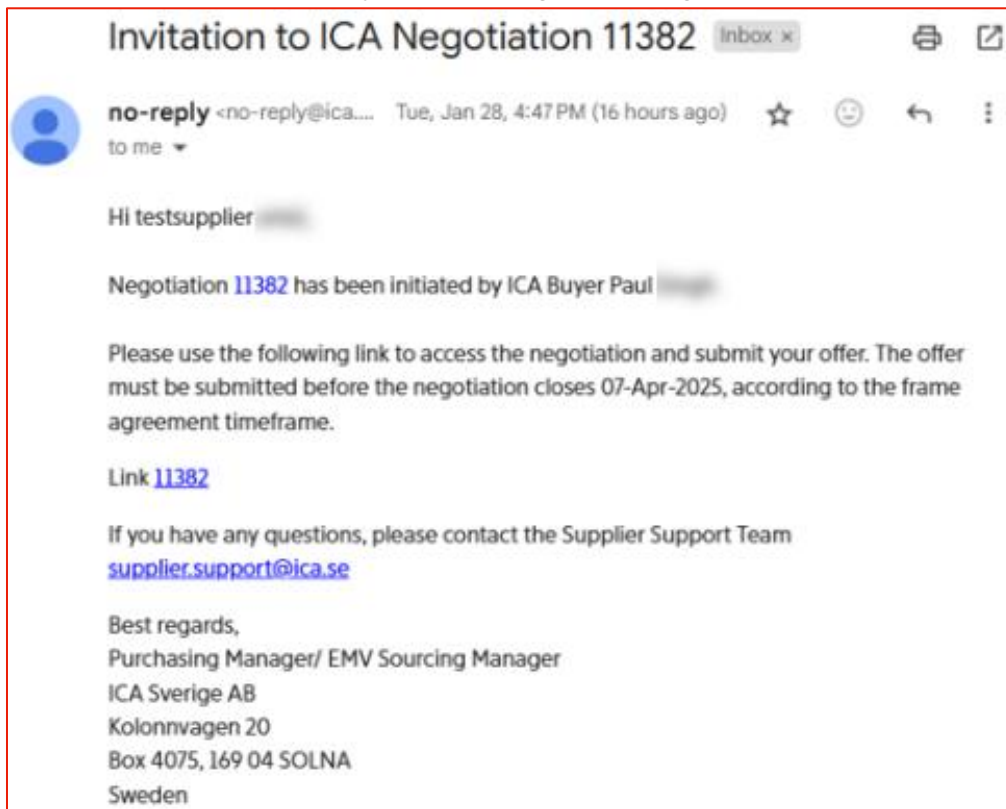 Invitation to ICA Negotiation 11382 Inbox ×
no-reply <no-reply@ica.... Tue, Jan 28, 4:47 PM (16 hours ago)
to me
Hi testsupplier
Negotiation 11382 has been initiated by ICA Buyer Paul
Please use the following link to access the negotiation and submit your offer. The offer
must be submitted before the negotiation closes 07-Apr-2025, according to the frame
agreement timeframe.
Link 11382
If you have any questions, please contact the Supplier Support Team
supplier.support@ica.se
Best regards,
Purchasing Manager/ EMV Sourcing Manager
ICA Sverige AB
Kolonnvagen 20
Box 4075, 169 04 SOLNA
Sweden